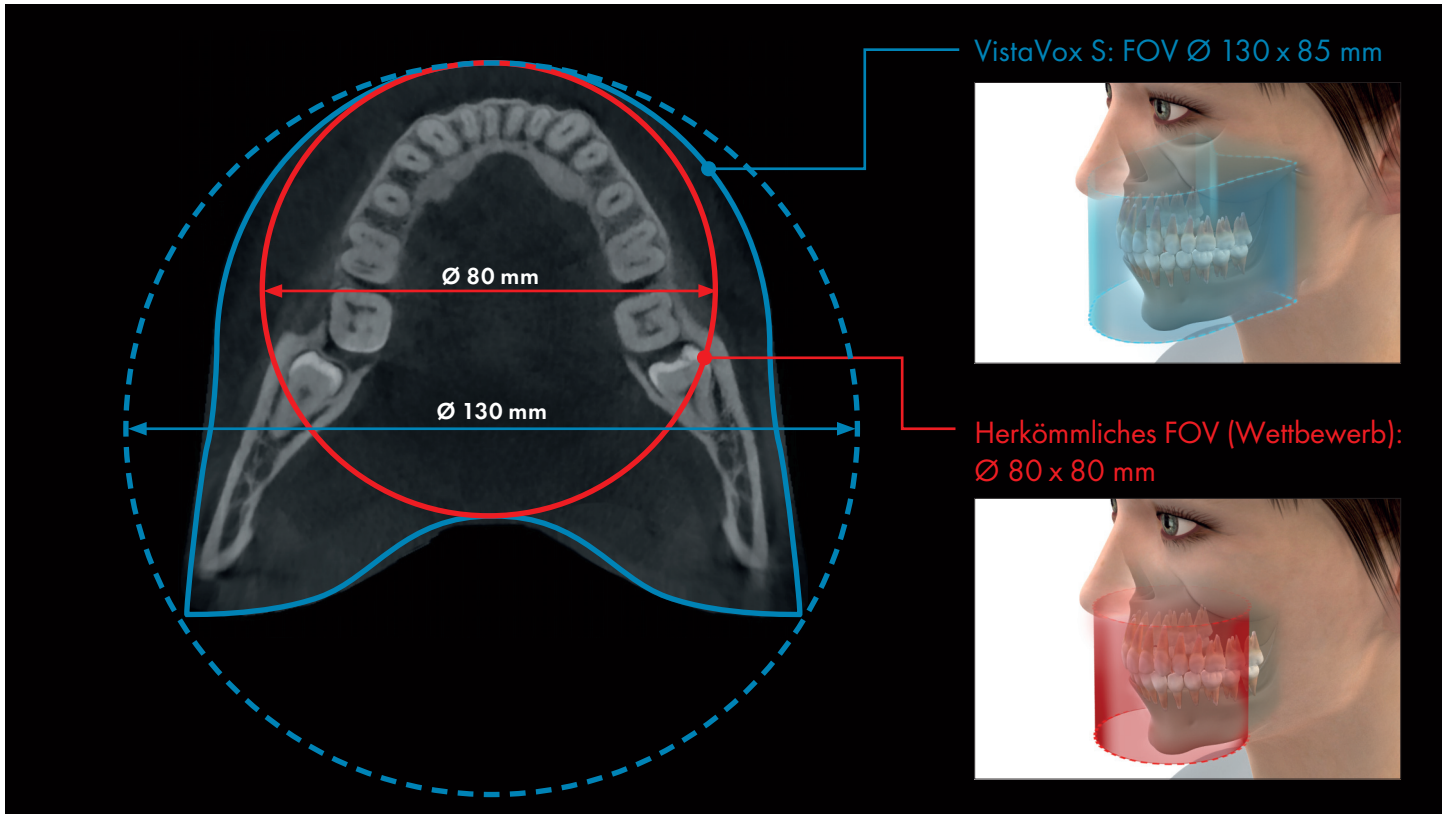 VistaVox S: FOV Ø 130 x 85 mm
Ø 80 mm
Ø 130 mm
Herkömmliches FOV (Wettbewerb):
Ø 80 x 80 mm